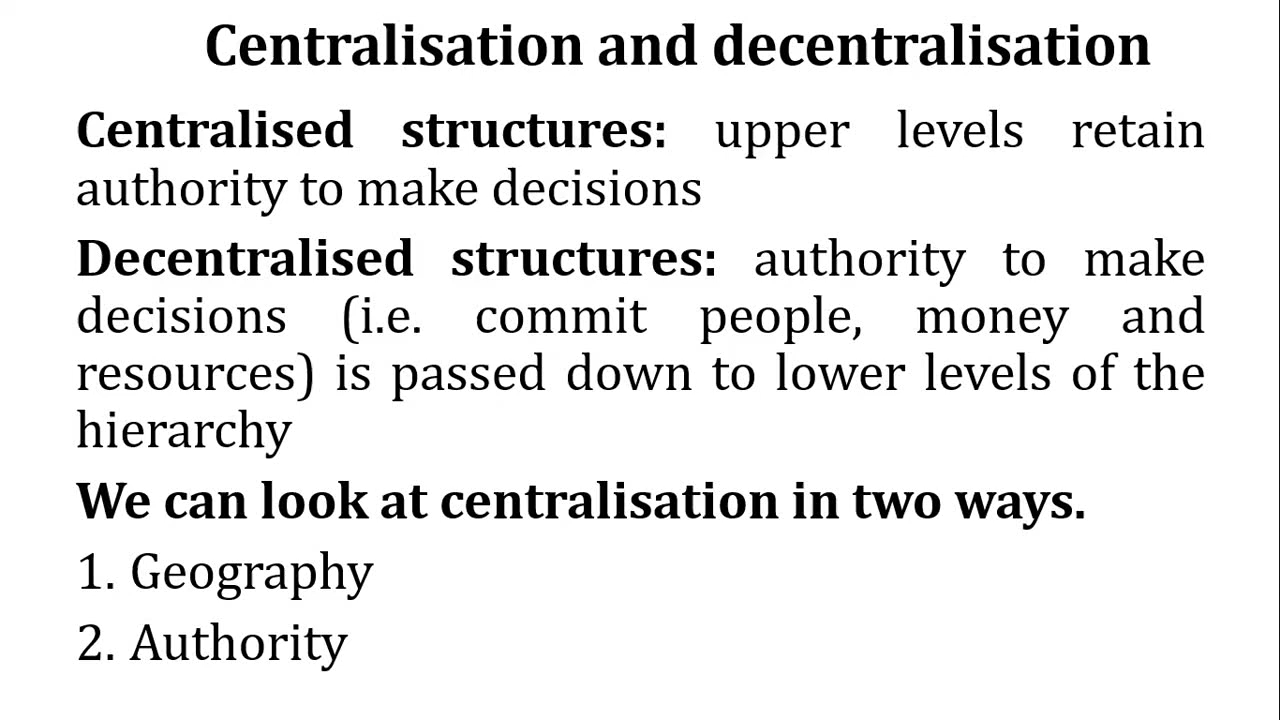 Centralisation and decentralisation
Centralised structures: upper levels retain
authority to make decisions
Decentralised structures: authority to make
decisions (i.e. commit people, money and
resources) is passed down to lower levels of the
hierarchy
We can look at centralisation in two ways.
1. Geography
2. Authority